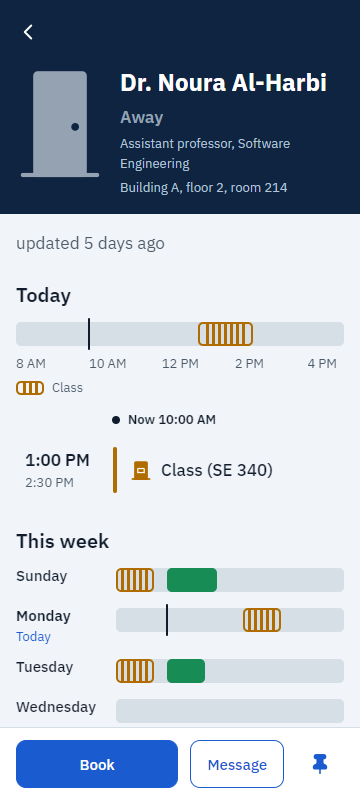 Dr. Noura Al-Harbi
Away
Assistant professor, Software
Engineering
Building A, floor 2, room 214
updated 5 days ago
Today
8 AM 10 AM 12 PM 2 PM 4 PM
Class
Now 10:00 AM
1:00 PM
2:30 PM
Class (SE 340)
This week
Sunday
Monday
Today
Tuesday
Wednesday
Book
Message